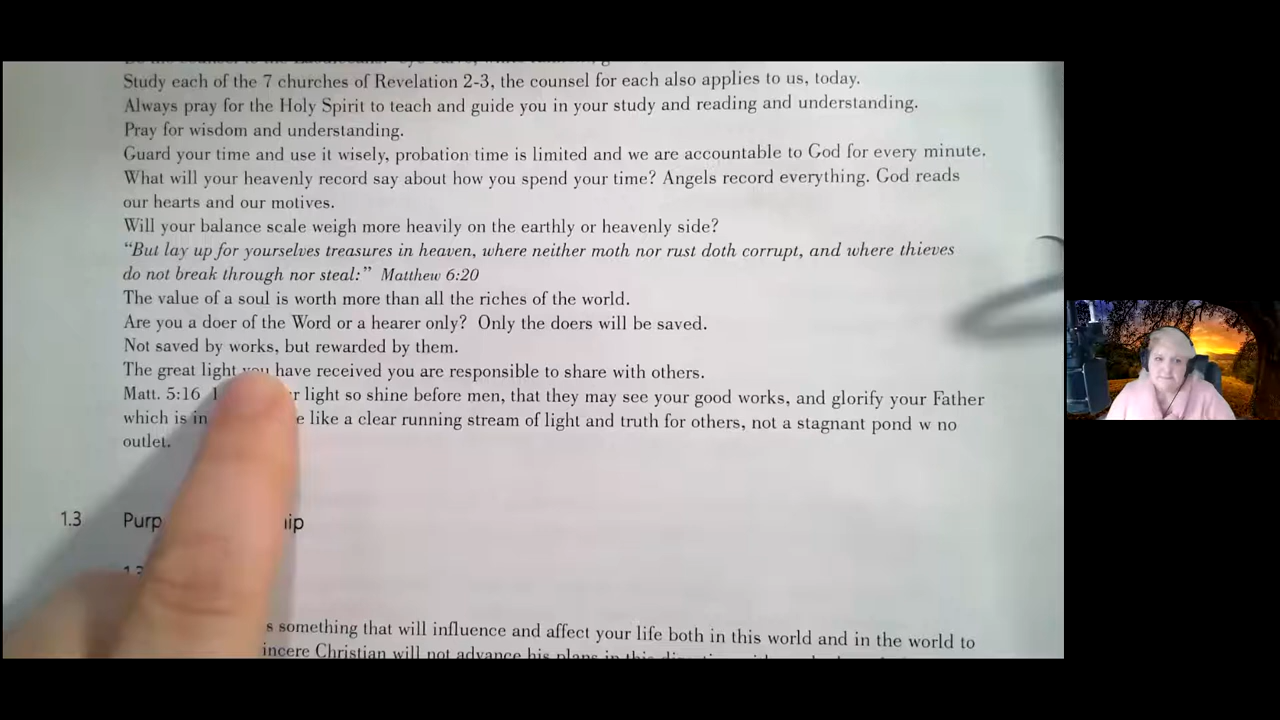 Study each of the 7 churches of Revelation 2-3, the counsel for each also applies to us, today.
Always pray for the Holy Spirit to teach and guide you in your study and reading and understanding.
Pray for wisdom and understanding.
Guard your time and use it wisely, probation time is limited and we are accountable to God for every minute.
What will your heavenly record say about how you spend your time? Angels record everything. God reads
our hearts and our motives.
Will your balance scale weigh more heavily on the earthly or heavenly side?
“But lay up for yourselves treasures in heaven, where neither moth nor rust doth corrupt, and where thieves
do not break through nor steal:” Matthew 6:20
The value of a soul is worth more than all the riches of the world.
Are you a doer of the Word or a hearer only? Only the doers will be saved.
Not saved by works, but rewarded by them.
The great light you have received you are responsible to share with others.
Matt. 5:16 light so shine before men, that they may see your good works, and glorify your Father
which is in like a clear running stream of light and truth for others, not a stagnant pond w no
outlet.
1.3 Purp ip
s something that will influence and affect your life both in this world and in the world to
incere Christian will not advance his plans in this